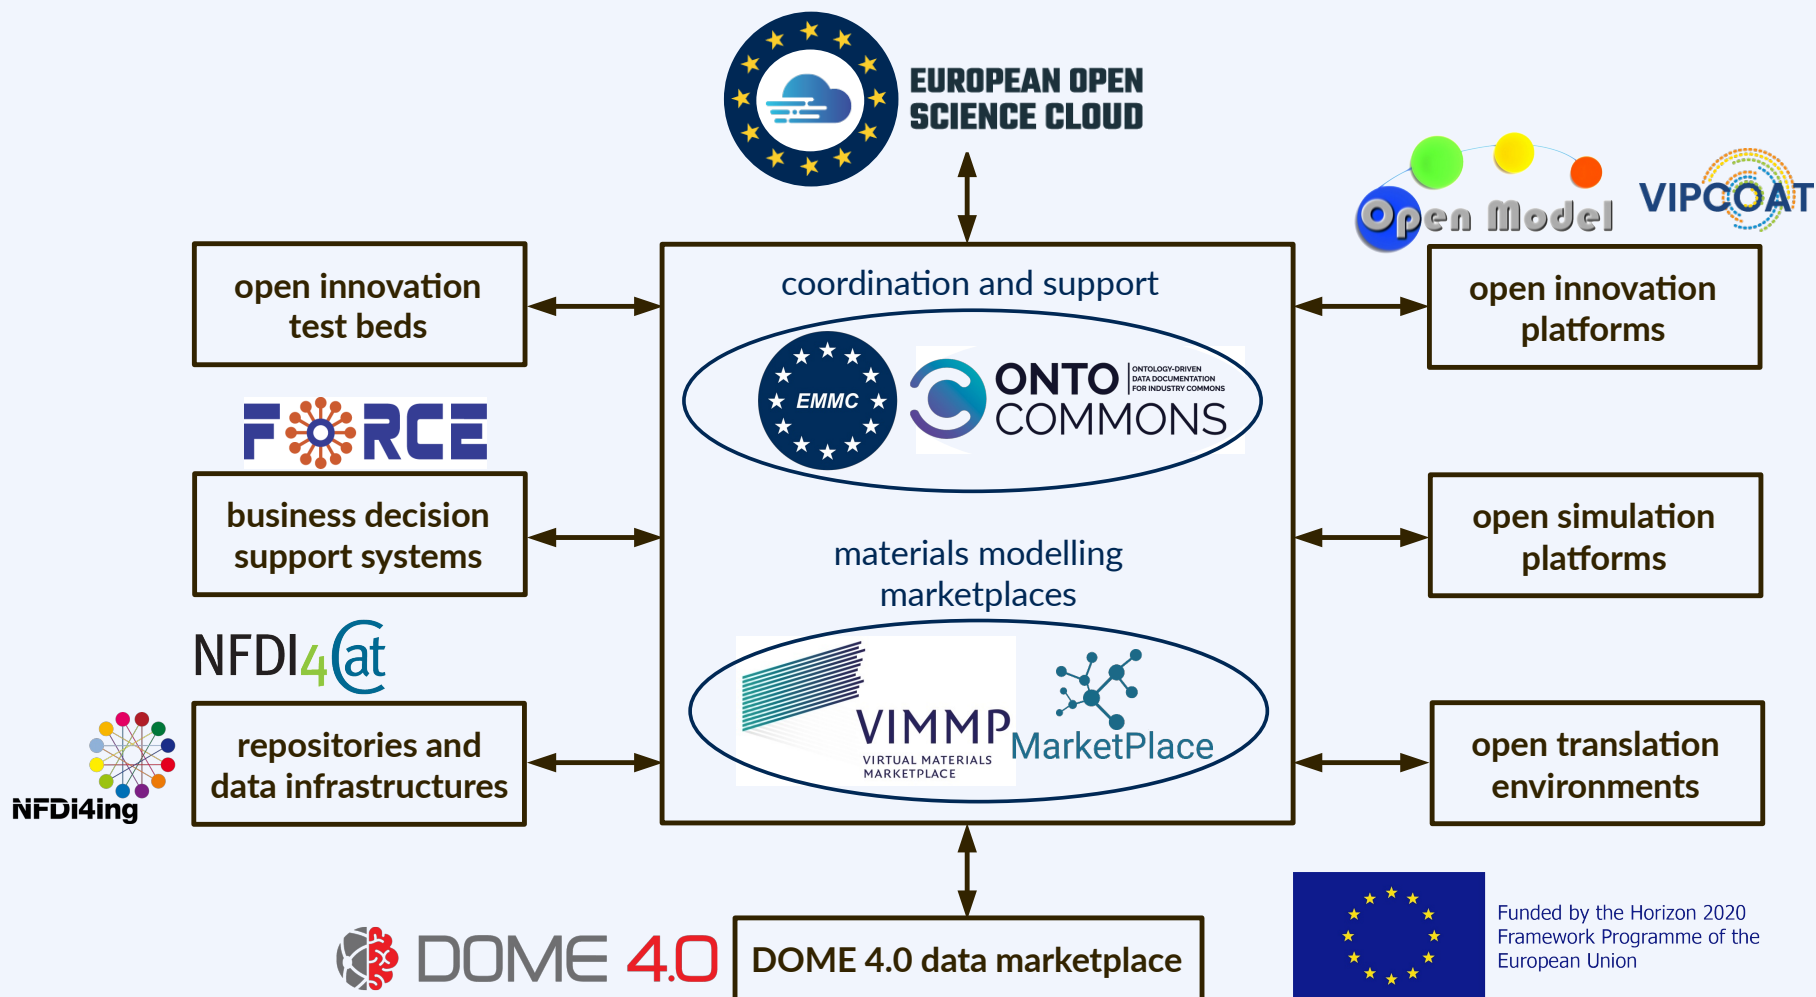 EUROPEAN OPEN
SCIENCE CLOUD
Open Model
VIPCOAT
open innovation
test beds
coordination and support
EMMC
ONTO
COMMONS
ONTOLOGY-DRIVEN
DATA DOCUMENTATION
FOR INDUSTRY COMMONS
open innovation
platforms
FORCE
business decision
support systems
materials modelling
marketplaces
open simulation
platforms
NFDI4Cat
NFDi4ing
repositories and
data infrastructures
VIMMP
VIRTUAL MATERIALS
MARKETPLACE
MarketPlace
open translation
environments
DOME 4.0
DOME 4.0 data marketplace
Funded by the Horizon 2020
Framework Programme of the
European Union